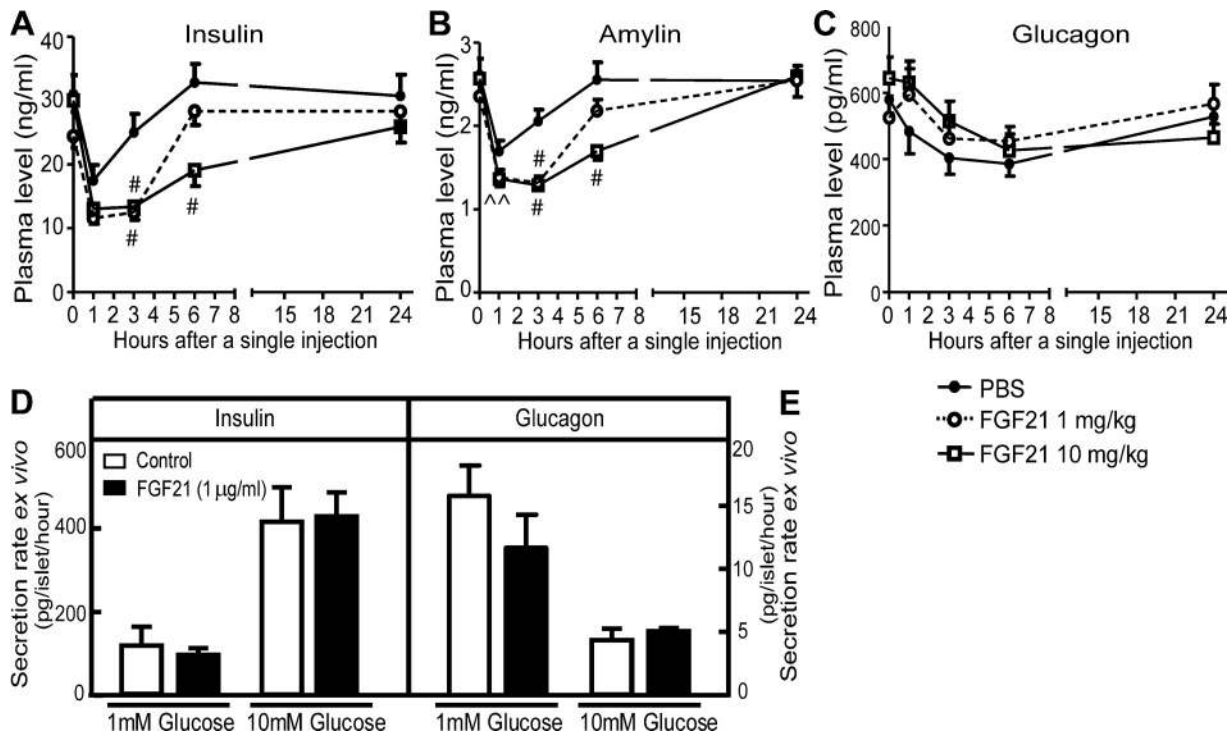 A Insulin
Plasma level (ng/ml)
40
30
20
10
0
#
#
#
0 1 2 3 4 5 6 7 8 15 18 21 24
Hours after a single injection
B Amylin
Plasma level (ng/ml)
3
2
1
0
^^
#
#
#
0 1 2 3 4 5 6 7 8 12 15 18 21 24
Hours after a single injection
C Glucagon
Plasma level (pg/ml)
800
600
400
200
0
0 1 2 3 4 5 6 7 8 15 18 21 24
Hours after a single injection
PBS
FGF21 1 mg/kg
FGF21 10 mg/kg
D
Insulin
Secretion rate ex vivo
(pg/islet/hour)
600
400
200
0
Control
FGF21 (1 μg/ml)
1mM Glucose 10mM Glucose
E
Glucagon
20
15
10
5
0
(pg/islet/hour)
Secretion rate ex vivo
1mM Glucose 10mM Glucose